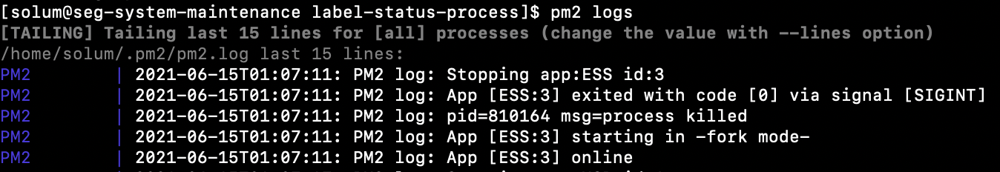 [solum@seg-system-maintenance label-status-process]$ pm2 logs
[TAILING] Tailing last 15 lines for [all] processes (change the value with --lines option)
/home/solum/.pm2/pm2.log last 15 lines:
PM2        | 2021-06-15T01:07:11: PM2 log: Stopping app:ESS id:3
PM2        | 2021-06-15T01:07:11: PM2 log: App [ESS:3] exited with code [0] via signal [SIGINT]
PM2        | 2021-06-15T01:07:11: PM2 log: pid=810164 msg=process killed
PM2        | 2021-06-15T01:07:11: PM2 log: App [ESS:3] starting in -fork mode-
PM2        | 2021-06-15T01:07:11: PM2 log: App [ESS:3] online